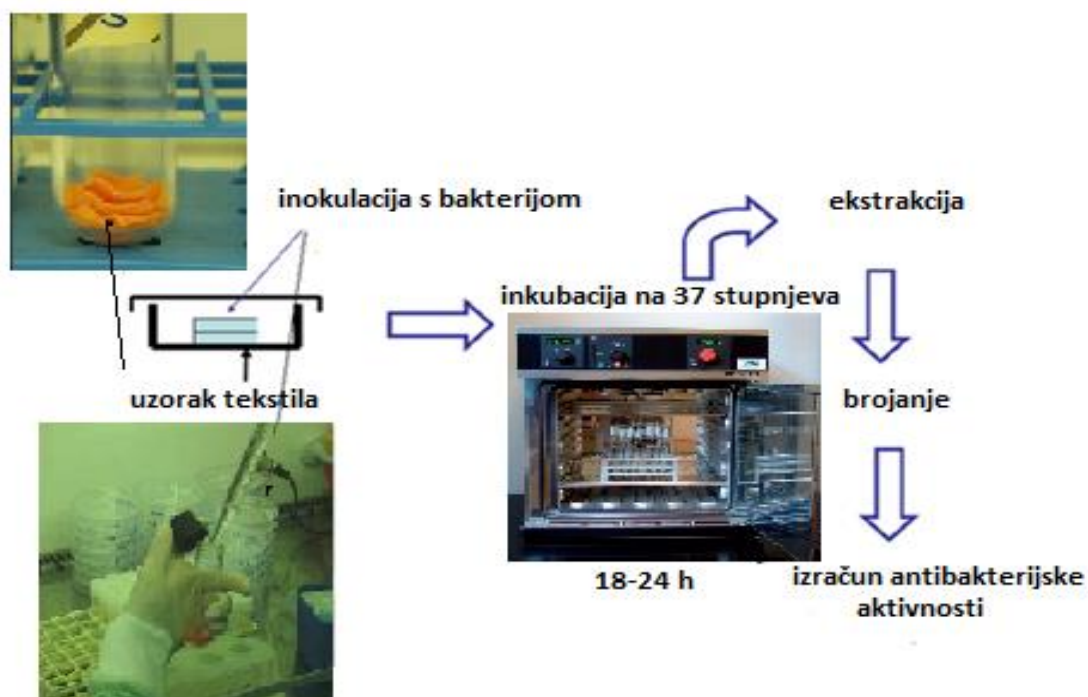 inokulacija s bakterijom
ekstrakcija
inkubacija na 37 stupnjeva
uzorak tekstila
brojanje
18-24 h
izračun antibakterijske
aktivnosti